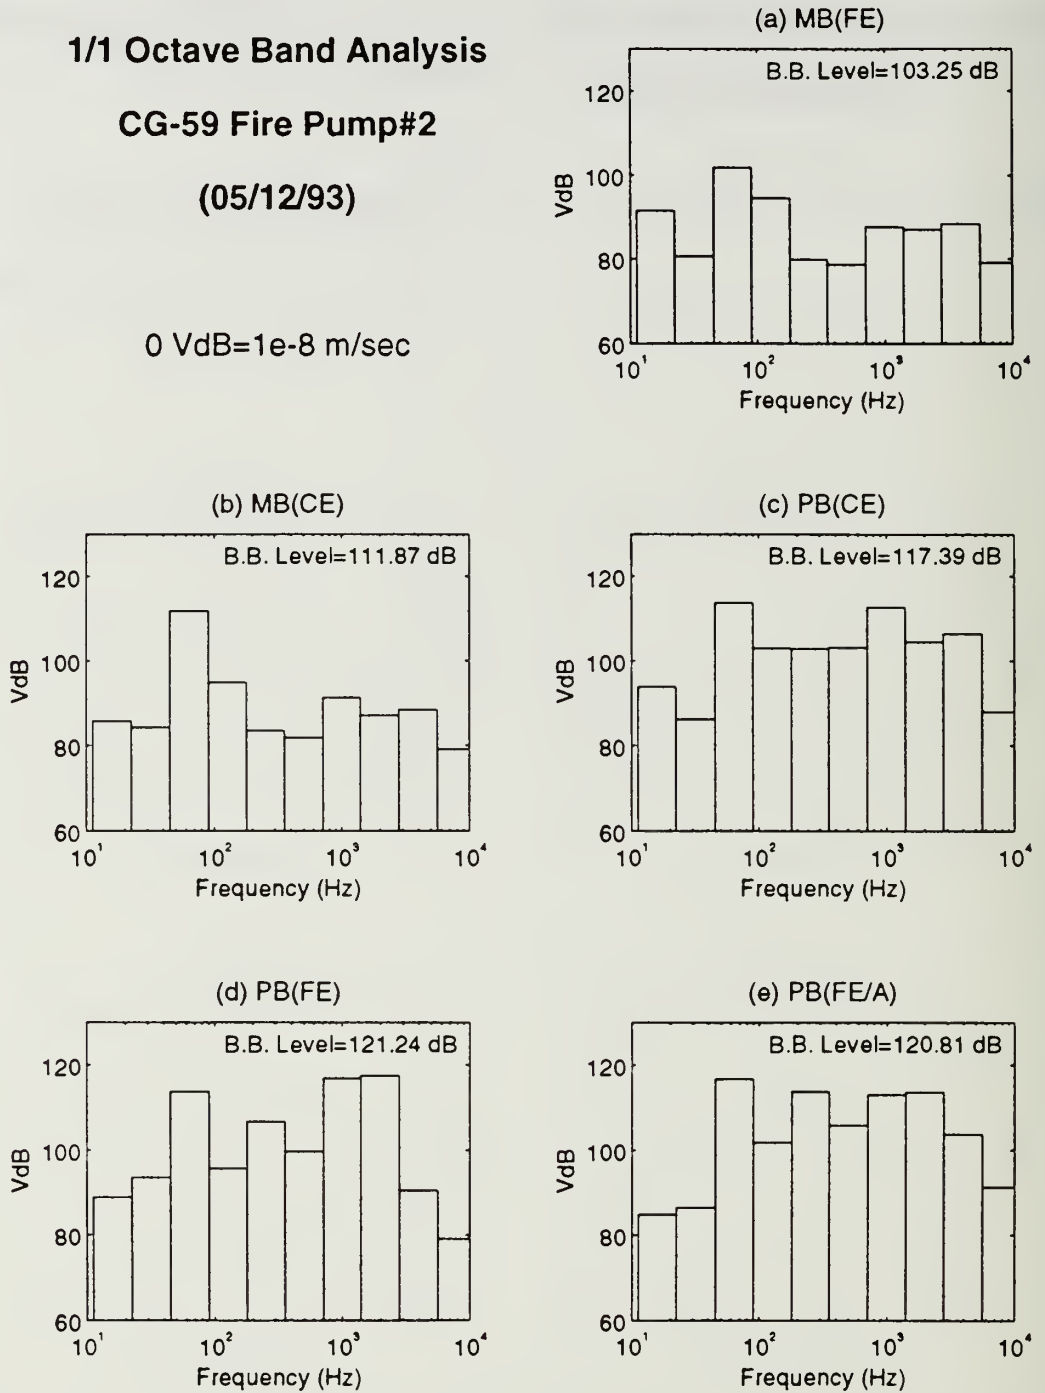 1/1 Octave Band Analysis
CG-59 Fire Pump#2
(05/12/93)
0 VdB=1e-8 m/sec
(a) MB(FE)
B.B. Level=103.25 dB
120
100
80
60
VdB
10¹ 10² 10³ 10⁴
Frequency (Hz)
(b) MB(CE)
B.B. Level=111.87 dB
120
100
80
60
VdB
10¹ 10² 10³ 10⁴
Frequency (Hz)
(c) PB(CE)
B.B. Level=117.39 dB
120
100
80
60
VdB
10¹ 10² 10³ 10⁴
Frequency (Hz)
(d) PB(FE)
B.B. Level=121.24 dB
120
100
80
60
VdB
10¹ 10² 10³ 10⁴
Frequency (Hz)
(e) PB(FE/A)
B.B. Level=120.81 dB
120
100
80
60
VdB
10¹ 10² 10³ 10⁴
Frequency (Hz)